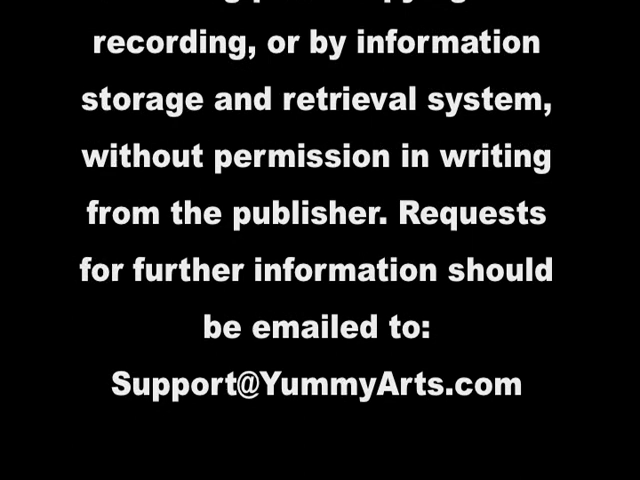 recording, or by information
storage and retrieval system,
without permission in writing
from the publisher. Requests
for further information should
be emailed to:
Support@YummyArts.com